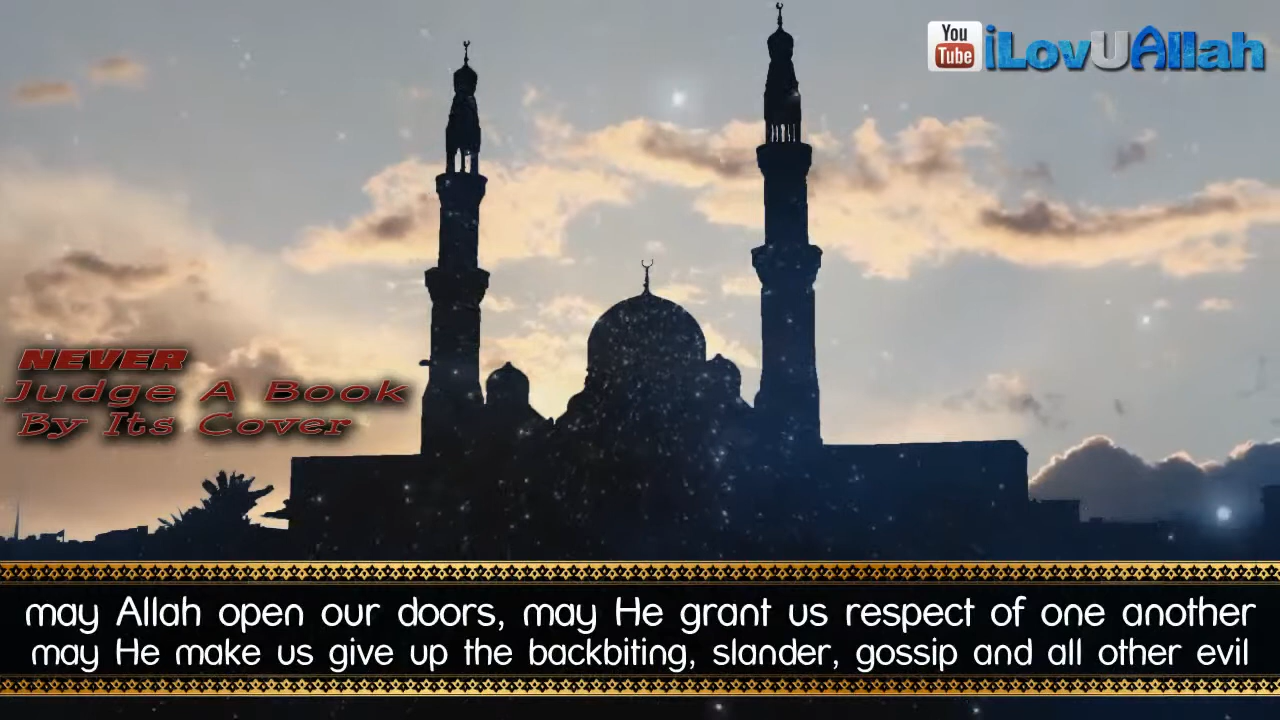 You
Tube
iLovUAllah
NEVER
Judge A Book
By Its Cover
may Allah open our doors, may He grant us respect of one another
may He make us give up the backbiting, slander, gossip and all other evil